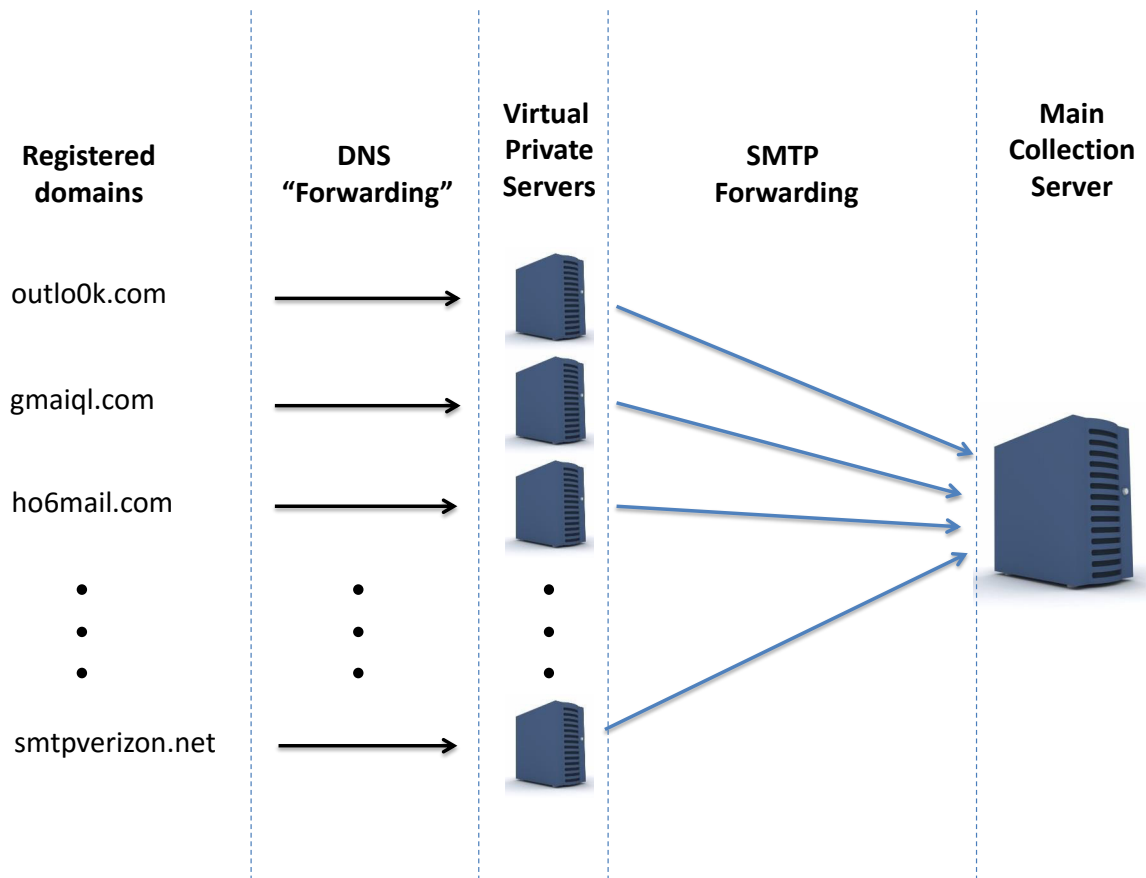 Registered
domains
DNS
“Forwarding”
Virtual
Private
Servers
SMTP
Forwarding
Main
Collection
Server
outlo0k.com
gmaiql.com
ho6mail.com
smtpverizon.net